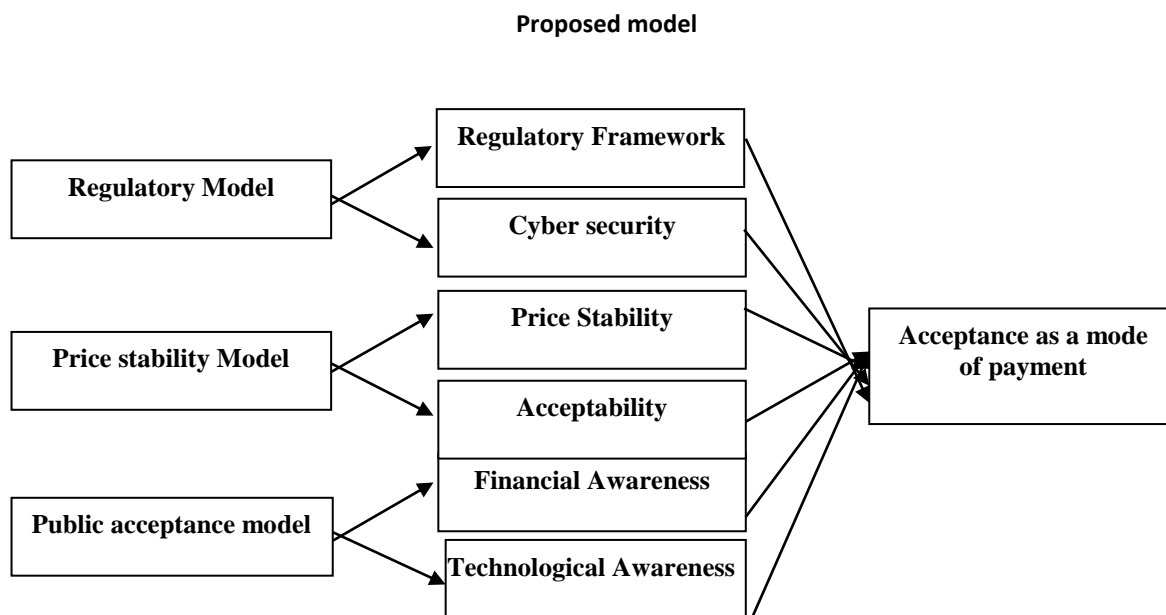 Proposed model
Regulatory Framework
Regulatory Model
Cyber security
Price Stability
Price stability Model
Acceptance as a mode
of payment
Acceptability
Financial Awareness
Public acceptance model
Technological Awareness